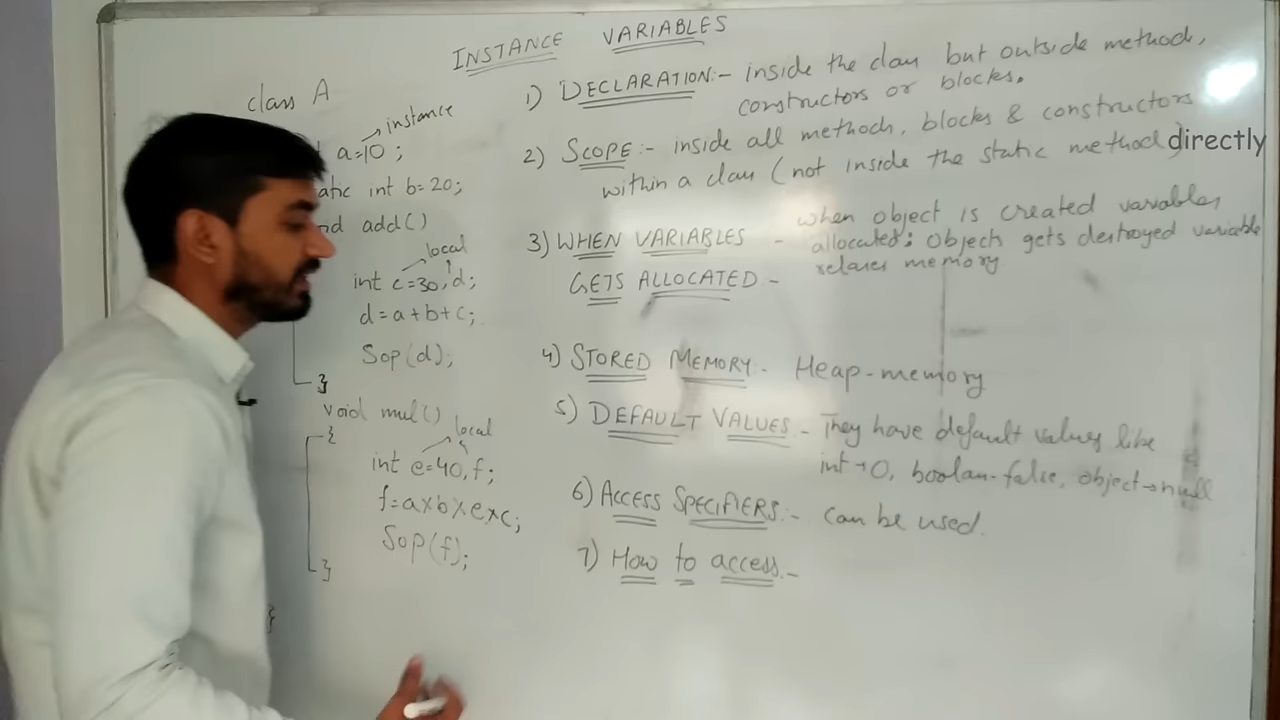 INSTANCE VARIABLES
class A
instance
a=10;
atic int b=20;
add()
local
int c=30,d;
d=a+b+c;
Sop(d);
}
void mul()
{
local
int e=40,f;
f=a×b×e×c;
Sop(f);
}
}
1) DECLARATION:- inside the class but outside method,
constructors or blocks.
2) SCOPE:- inside all methods, blocks & constructors
within a class (not inside the static method) directly
3) WHEN VARIABLES - when object is created variables
GETS ALLOCATED - allocated; Objects gets destroyed variable
relases memory
4) STORED MEMORY- Heap-memory
5) DEFAULT VALUES- They have default values like
int→0, boolean-false, object→null
6) ACCESS SPECIFIERS:- can be used.
7) How to access-